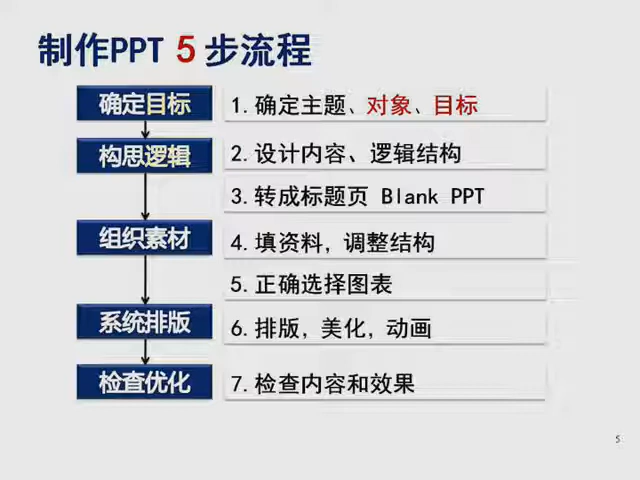 制作PPT 5 步流程
确定目标
1.确定主题、对象、目标
构思逻辑
2.设计内容、逻辑结构
3.转成标题页 Blank PPT
组织素材
4.填资料，调整结构
5.正确选择图表
系统排版
6.排版，美化，动画
检查优化
7.检查内容和效果
5